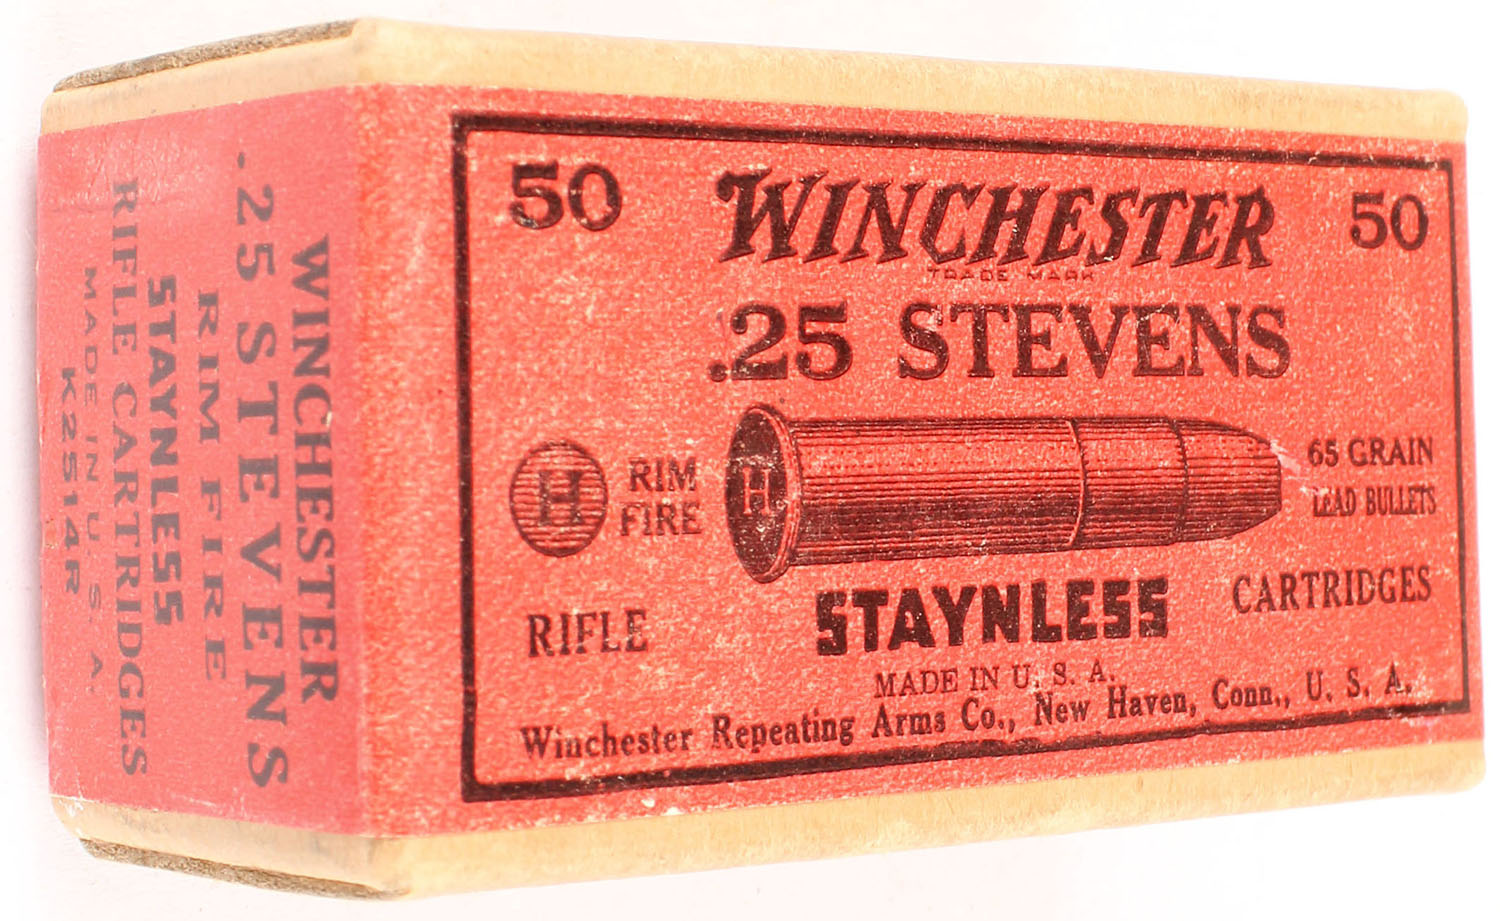 50 WINCHESTER 50
TRADE MARK
.25 STEVENS
H RIM FIRE
H
65 GRAIN
LEAD BULLETS
RIFLE STAYNLESS CARTRIDGES
MADE IN U. S. A.
Winchester Repeating Arms Co., New Haven, Conn., U. S. A.
WINCHESTER
.25 STEVENS
RIM FIRE
STAYNLESS
RIFLE CARTRIDGES
MADE IN U. S. A.
K2514R